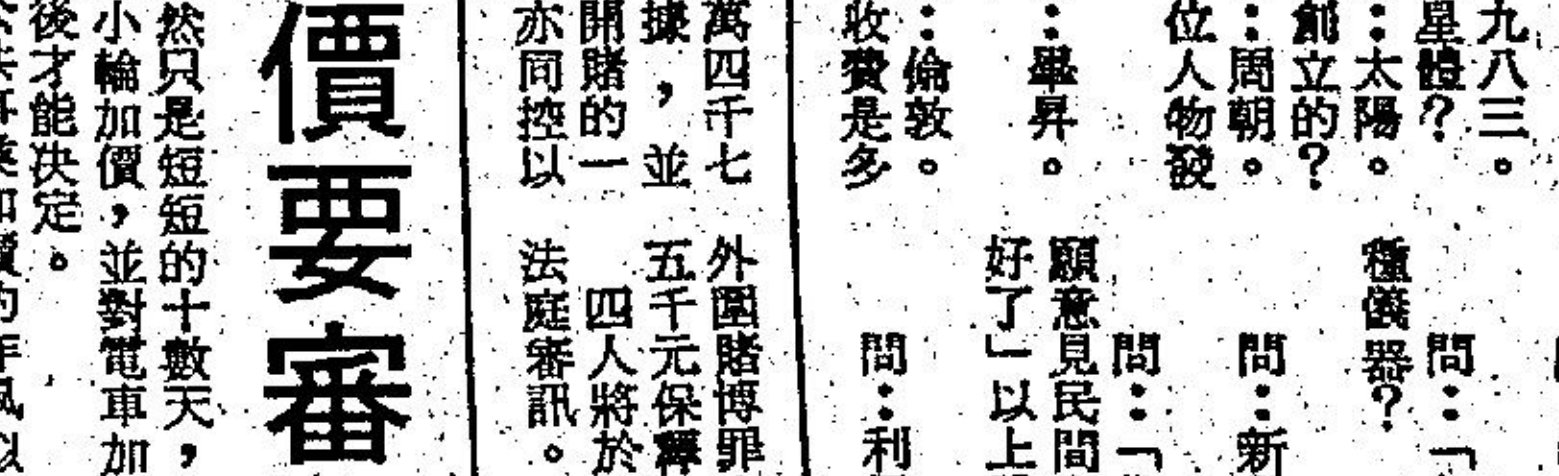 九八三。
星體?
問:「
:太陽。
種儀器?
創立的?
:周朝。
問:新
位人物發
問:「
:畢昇。
願意見民間
好了」以上
:倫敦。
收費是多
問:利
萬四千七
據,並
開賭的一
亦同控以
外圍賭博罪
五千元保釋
四人將於
法庭審訊。
價要審
然只是短短的十數天,
小輪加價,並對電車加
後才能決定。